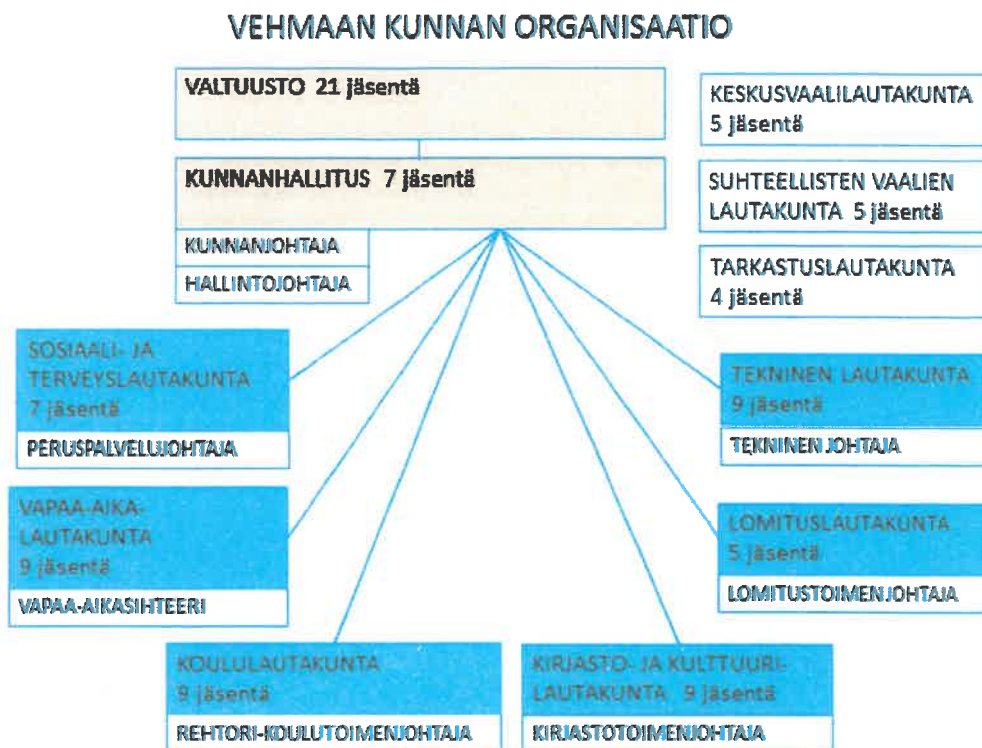 VEHMAAN KUNNAN ORGANISAATIO
VALTUUSTO 21 jäsentä
KUNNANHALLITUS 7 jäsentä
KUNNANJOHTAJA
HALLINTOJOHTAJA
KESKUSVAALILAUTAKUNTA
5 jäsentä
SUHTEELLISTEN VAALIEN
LAUTAKUNTA 5 jäsentä
TARKASTUSLAUTAKUNTA
4 jäsentä
SOSIAALI- JA
TERVEYSLAUTAKUNTA
7 jäsentä
PERUSPALVELUJOHTAJA
TEKNINEN LAUTAKUNTA
9 jäsentä
TEKNINEN JOHTAJA
VAPAA-AIKA-
LAUTAKUNTA
9 jäsentä
VAPAA-AIKASIHTEERI
LOMITUSLAUTAKUNTA
5 jäsentä
LOMITUSTOIMENJOHTAJA
KOULULAUTAKUNTA
9 jäsentä
REHTORI-KOULUTOIMENJOHTAJA
KIRJASTO- JA KULTTUURI-
LAUTAKUNTA 9 jäsentä
KIRJASTOTOIMENJOHTAJA